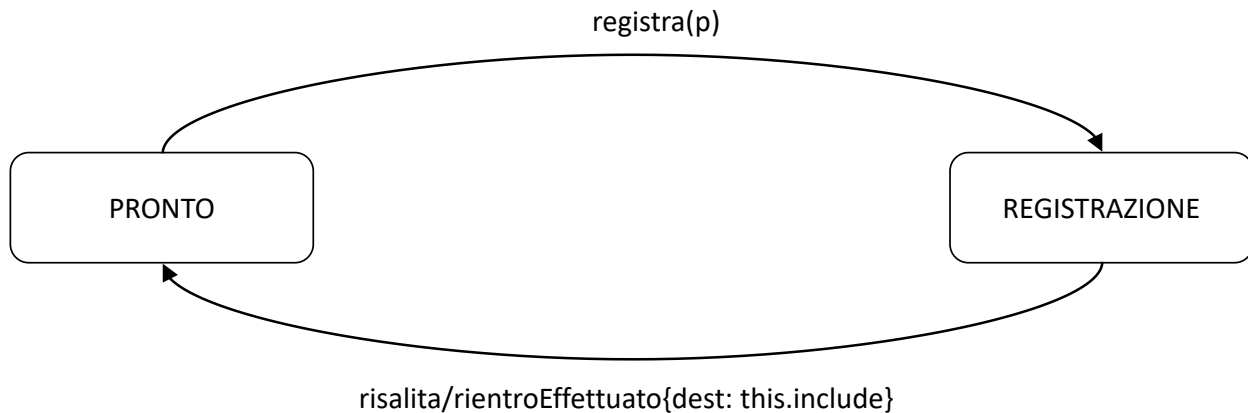 registra(p)
PRONTO
REGISTRAZIONE
risalita/rientroEffettuato{dest: this.include}